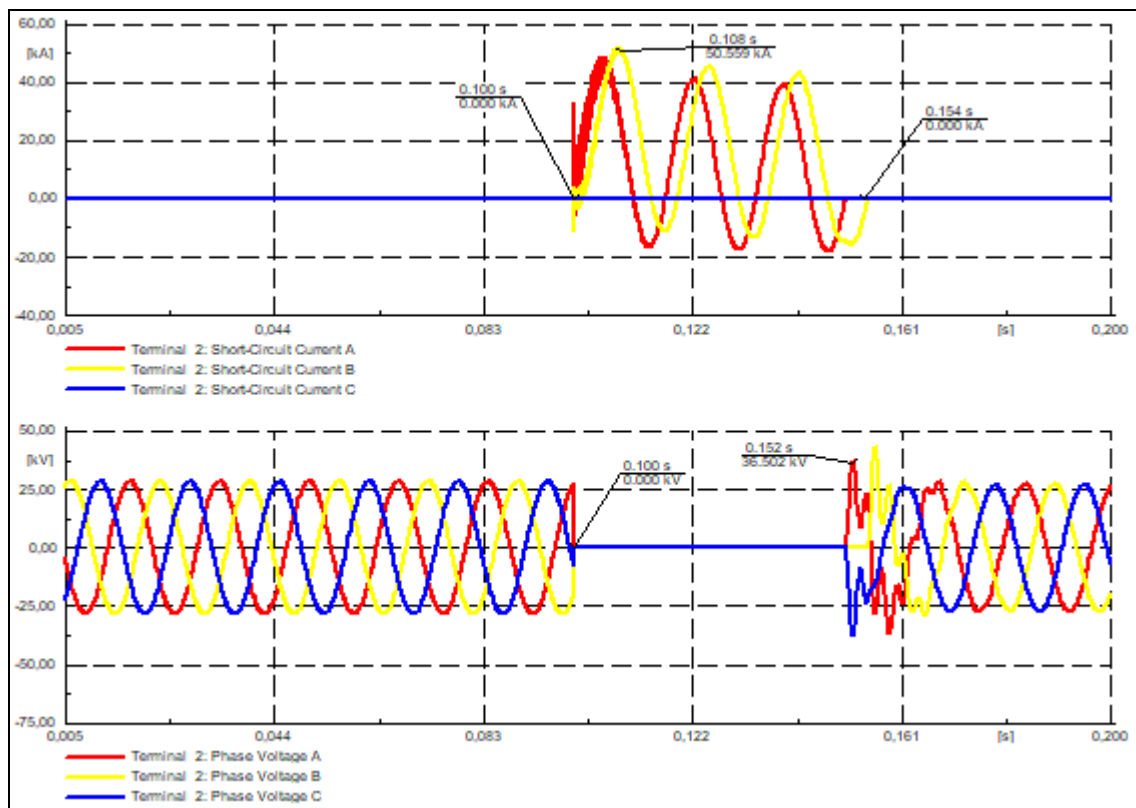 60,00
[kA]
40,00
20,00
0,00
-20,00
-40,00
0.100 s
0.000 kA
0.108 s
50.559 kA
0.154 s
0.000 kA
0,005 0,044 0,083 0,122 0,161 [s] 0,200
Terminal 2: Short-Circuit Current A
Terminal 2: Short-Circuit Current B
Terminal 2: Short-Circuit Current C
50,00
[kV]
25,00
0,00
-25,00
-50,00
-75,00
0.100 s
0.000 kV
0.152 s
36.502 kV
0,005 0,044 0,083 0,122 0,161 [s] 0,200
Terminal 2: Phase Voltage A
Terminal 2: Phase Voltage B
Terminal 2: Phase Voltage C